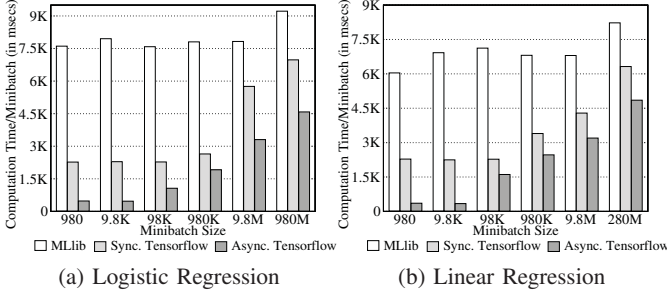 Computation Time/Minibatch (in msecs)
9K
7.5K
6K
4.5K
3K
1.5K
0
980 9.8K 98K 980K 9.8M 980M
Minibatch Size
MLlib Sync. Tensorflow Async. Tensorflow
(a) Logistic Regression
Computation Time/Minibatch (in msecs)
9K
7.5K
6K
4.5K
3K
1.5K
0
980 9.8K 98K 980K 9.8M 280M
Minibatch Size
MLlib Sync. Tensorflow Async. Tensorflow
(b) Linear Regression